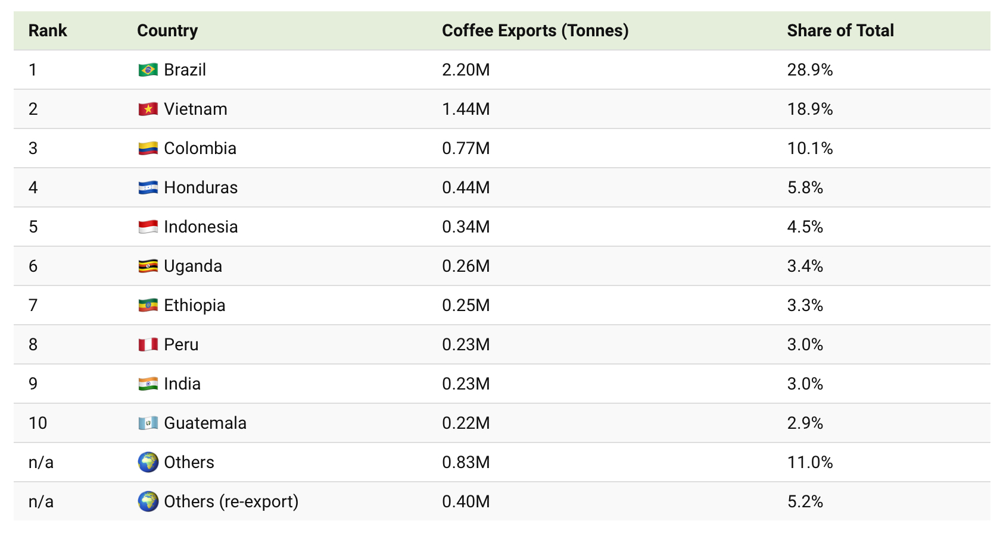 Rank Country Coffee Exports (Tonnes) Share of Total
1 Brazil 2.20M 28.9%
2 Vietnam 1.44M 18.9%
3 Colombia 0.77M 10.1%
4 Honduras 0.44M 5.8%
5 Indonesia 0.34M 4.5%
6 Uganda 0.26M 3.4%
7 Ethiopia 0.25M 3.3%
8 Peru 0.23M 3.0%
9 India 0.23M 3.0%
10 Guatemala 0.22M 2.9%
n/a Others 0.83M 11.0%
n/a Others (re-export) 0.40M 5.2%